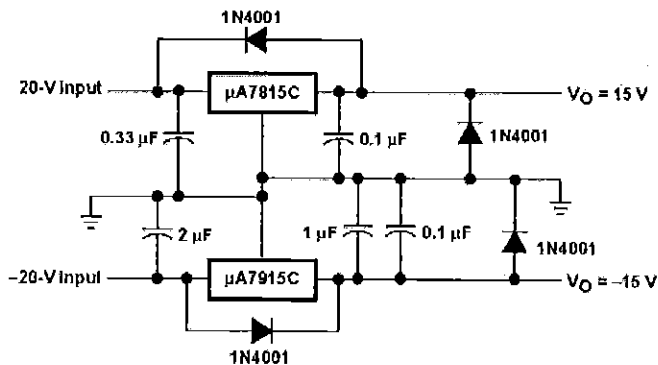 1N4001
20-V Input
µA7815C
VO = 15 V
0.33 µF
0.1 µF
1N4001
2 µF
1 µF
0.1 µF
1N4001
–20-V Input
µA7915C
VO = –15 V
1N4001